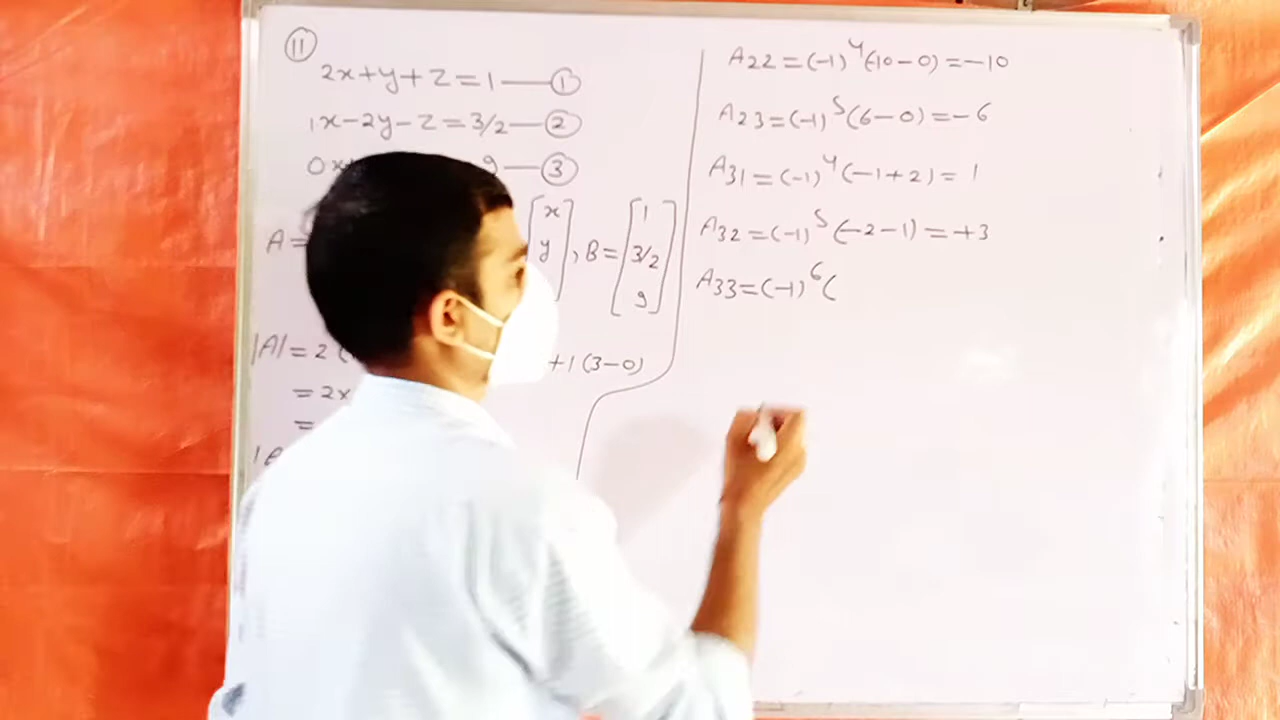 11
2x+y+z=1—①
1x-2y-z=3/2—②
0x 9—③
A= [x y], B=[1 3/2 9]
|A|=2( +1(3-0)
=2x
=
A22=(-1)^4(-10-0)=-10
A23=(-1)^5(6-0)=-6
A31=(-1)^4(-1+2)=1
A32=(-1)^5(-2-1)=+3
A33=(-1)^6(